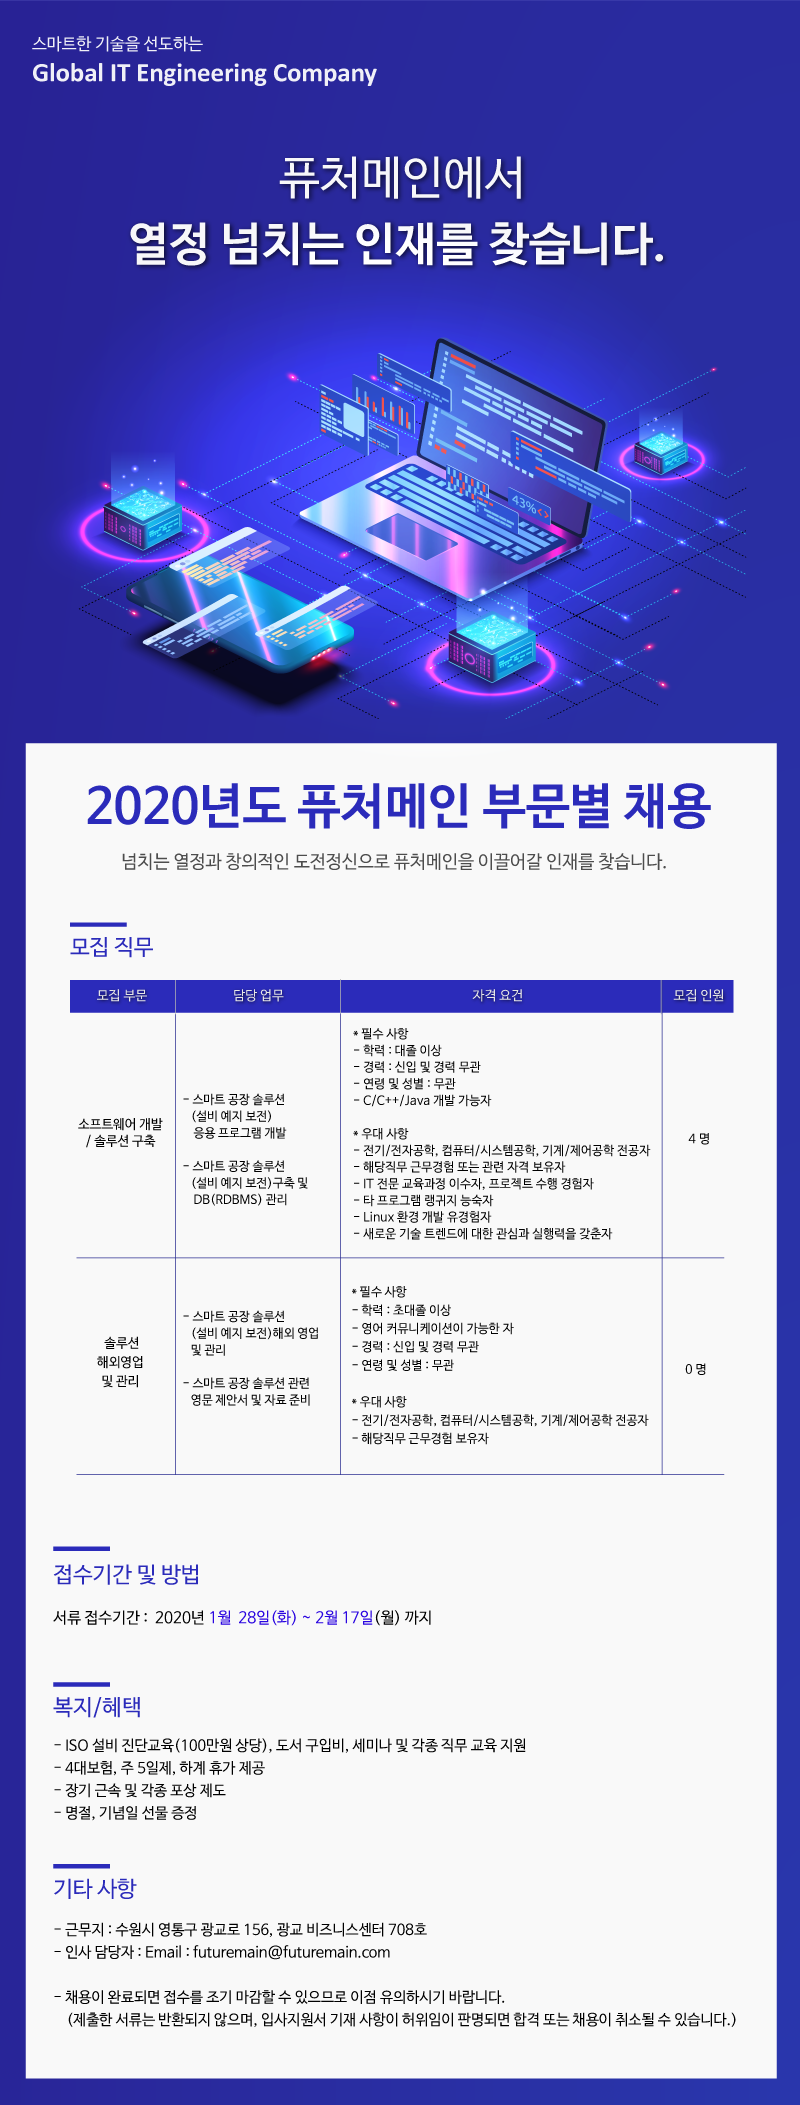 스마트한 기술을 선도하는
Global IT Engineering Company
퓨처메인에서
열정 넘치는 인재를 찾습니다.
43%<>
2020년도 퓨처메인 부문별 채용
넘치는 열정과 창의적인 도전정신으로 퓨처메인을 이끌어갈 인재를 찾습니다.
모집 직무
모집 부문 담당 업무 자격 요건 모집 인원
소프트웨어 개발
/ 솔루션 구축
- 스마트 공장 솔루션
(설비 예지 보전)
응용 프로그램 개발
- 스마트 공장 솔루션
(설비 예지 보전)구축 및
DB(RDBMS) 관리
* 필수 사항
- 학력 : 대졸 이상
- 경력 : 신입 및 경력 무관
- 연령 및 성별 : 무관
- C/C++/Java 개발 가능자
* 우대 사항
- 전기/전자공학, 컴퓨터/시스템공학, 기계/제어공학 전공자
- 해당직무 근무경험 또는 관련 자격 보유자
- IT 전문 교육과정 이수자, 프로젝트 수행 경험자
- 타 프로그램 랭귀지 능숙자
- Linux 환경 개발 유경험자
- 새로운 기술 트렌드에 대한 관심과 실행력을 갖춘자
4 명
솔루션
해외영업
및 관리
- 스마트 공장 솔루션
(설비 예지 보전)해외 영업
및 관리
- 스마트 공장 솔루션 관련
영문 제안서 및 자료 준비
* 필수 사항
- 학력 : 초대졸 이상
- 영어 커뮤니케이션이 가능한 자
- 경력 : 신입 및 경력 무관
- 연령 및 성별 : 무관
* 우대 사항
- 전기/전자공학, 컴퓨터/시스템공학, 기계/제어공학 전공자
- 해당직무 근무경험 보유자
0 명
접수기간 및 방법
서류 접수기간 : 2020년 1월 28일(화) ~ 2월 17일(월) 까지
복지/혜택
- ISO 설비 진단교육(100만원 상당), 도서 구입비, 세미나 및 각종 직무 교육 지원
- 4대보험, 주 5일제, 하계 휴가 제공
- 장기 근속 및 각종 포상 제도
- 명절, 기념일 선물 증정
기타 사항
- 근무지 : 수원시 영통구 광교로 156, 광교 비즈니스센터 708호
- 인사 담당자 : Email : futuremain@futuremain.com
- 채용이 완료되면 접수를 조기 마감할 수 있으므로 이점 유의하시기 바랍니다.
(제출한 서류는 반환되지 않으며, 입사지원서 기재 사항이 허위임이 판명되면 합격 또는 채용이 취소될 수 있습니다.)